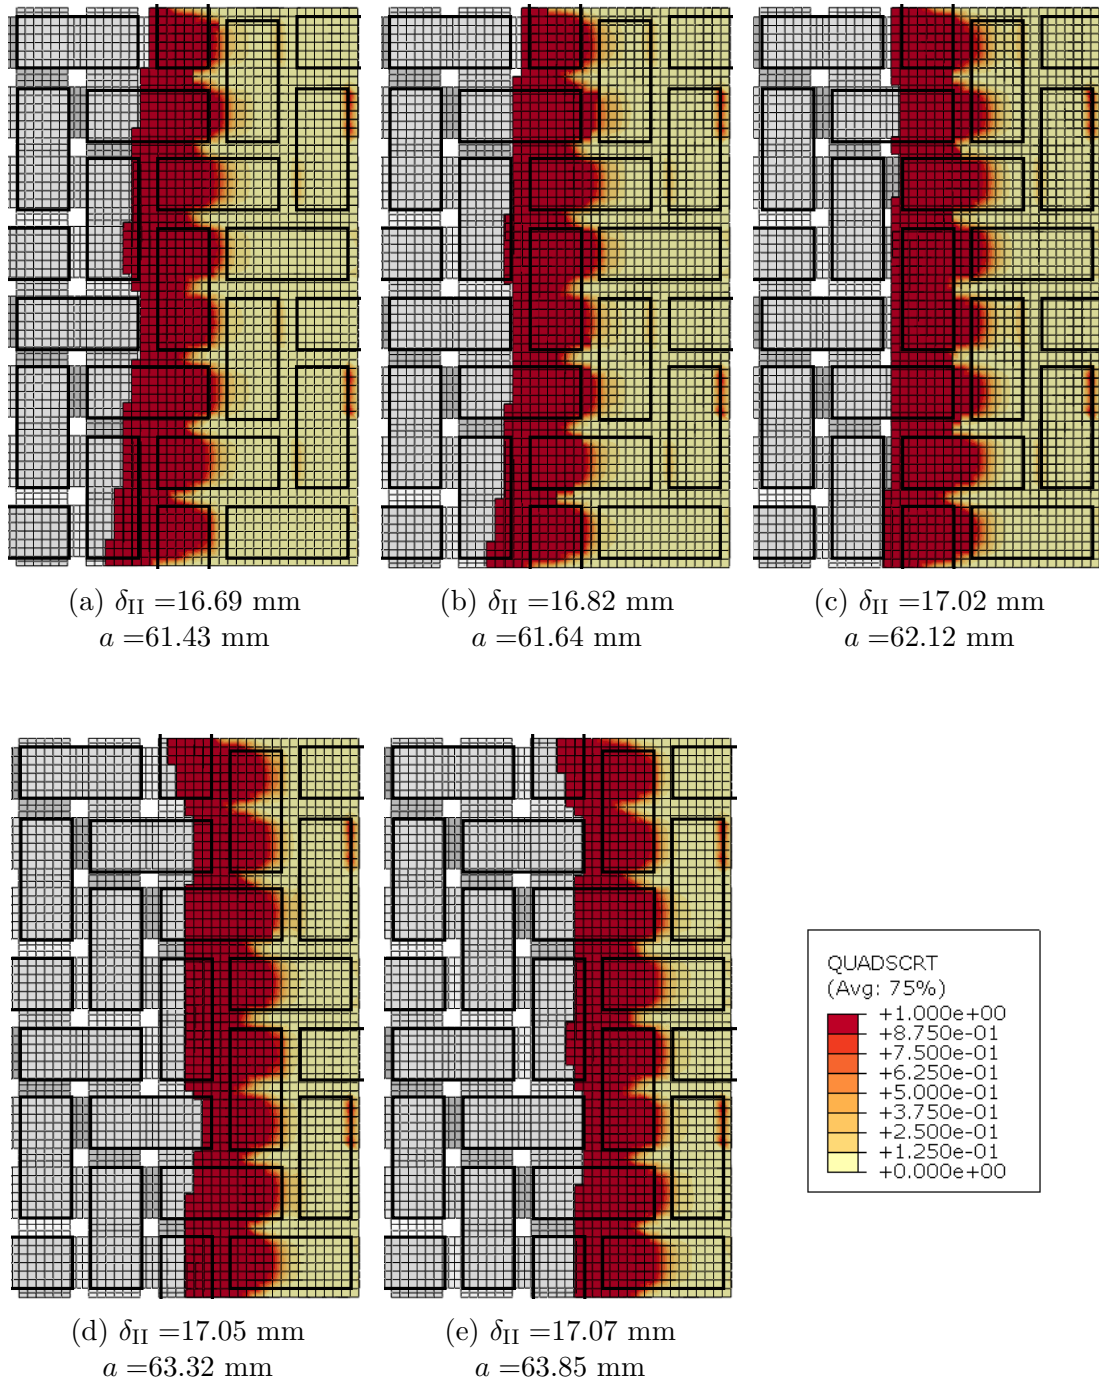 (a) δII =16.69 mm
a =61.43 mm
(b) δII =16.82 mm
a =61.64 mm
(c) δII =17.02 mm
a =62.12 mm
(d) δII =17.05 mm
a =63.32 mm
(e) δII =17.07 mm
a =63.85 mm
QUADSCRT
(Avg: 75%)
+1.000e+00
+8.750e-01
+7.500e-01
+6.250e-01
+5.000e-01
+3.750e-01
+2.500e-01
+1.250e-01
+0.000e+00